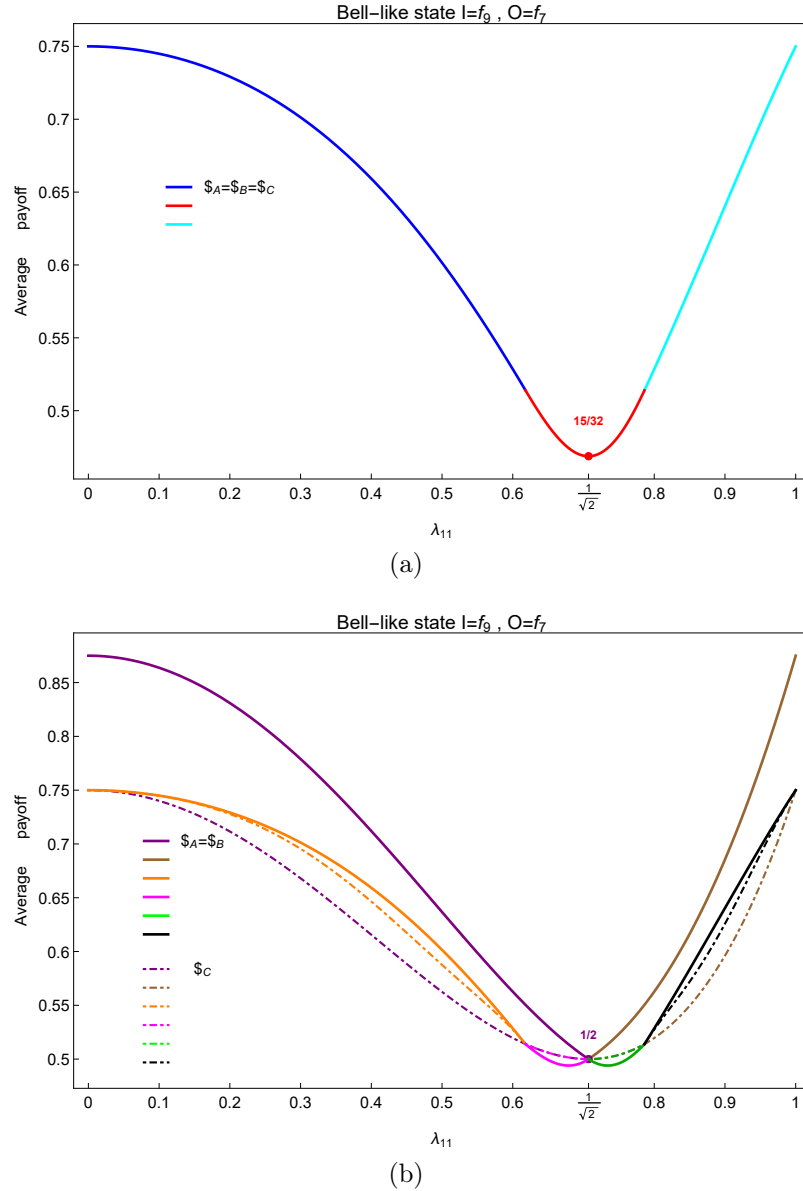 Bell-like state I=f₉ , O=f₇
Average payoff
0.75
0.7
0.65
0.6
0.55
0.5
$A=$B=$C
15/32
0 0.1 0.2 0.3 0.4 0.5 0.6 1/√2 0.8 0.9 1
λ₁₁
(a)
Bell-like state I=f₉ , O=f₇
Average payoff
0.85
0.8
0.75
0.7
0.65
0.6
0.55
0.5
$A=$B
$C
1/2
0 0.1 0.2 0.3 0.4 0.5 0.6 1/√2 0.8 0.9 1
λ₁₁
(b)